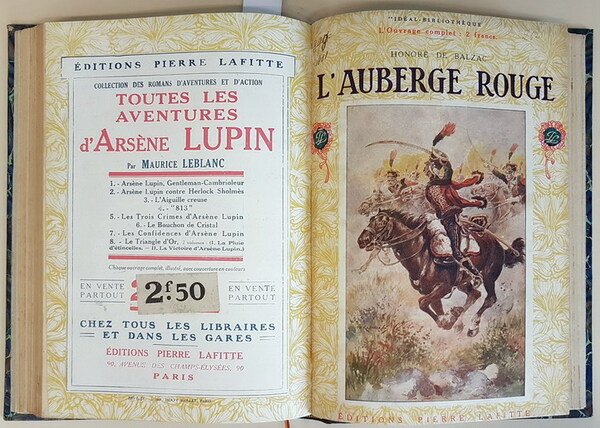 ÉDITIONS PIERRE LAFITTE
COLLECTION DES ROMANS D'AVENTURES ET D'ACTION
TOUTES LES
AVENTURES
d'ARSÈNE LUPIN
Par MAURICE LEBLANC
1. - Arsène Lupin, Gentleman-Cambrioleur
2. - Arsène Lupin contre Herlock Sholmès
3. - L'Aiguille creuse
4. - "813"
5. - Les Trois Crimes d'Arsène Lupin
6. - Le Bouchon de Cristal
7. - Les Confidences d'Arsène Lupin
8. - Le Triangle d'Or, 2 volumes : (I. La Pluie
d'étincelles. - II. La Victoire d'Arsène Lupin.)
Chaque ouvrage complet, illustré, avec couverture en couleurs
EN VENTE
PARTOUT
2f.50
EN VENTE
PARTOUT
CHEZ TOUS LES LIBRAIRES
ET DANS LES GARES
ÉDITIONS PIERRE LAFITTE
90, AVENUE DES CHAMPS-ELYSÉES, 90
PARIS
"IDÉAL-BIBLIOTHÈQUE"
L'Ouvrage complet : 2 francs.
HONORÉ DE BALZAC
L'AUBERGE ROUGE
ÉDITIONS PIERRE LAFITTE